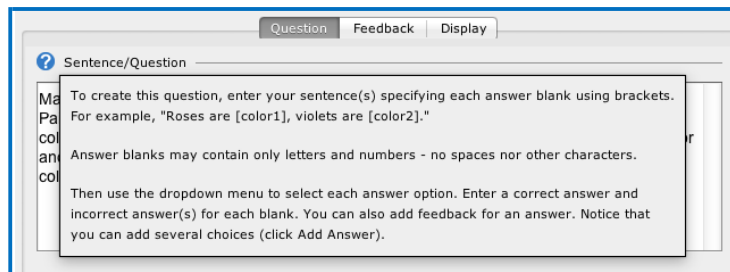 Question Feedback Display
Sentence/Question
To create this question, enter your sentence(s) specifying each answer blank using brackets.
For example, "Roses are [color1], violets are [color2]."
Answer blanks may contain only letters and numbers - no spaces nor other characters.
Then use the dropdown menu to select each answer option. Enter a correct answer and
incorrect answer(s) for each blank. You can also add feedback for an answer. Notice that
you can add several choices (click Add Answer).